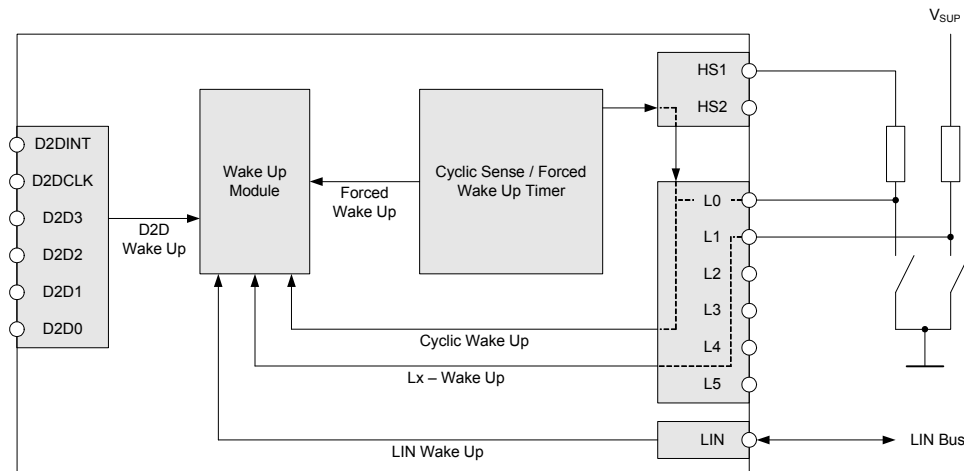 VSUP
HS1
HS2
D2DINT
D2DCLK
D2D3
D2D2
D2D1
D2D0
D2D
Wake Up
Wake Up
Module
Forced
Wake Up
Cyclic Sense / Forced
Wake Up Timer
L0
L1
L2
L3
L4
L5
Cyclic Wake Up
Lx – Wake Up
LIN Wake Up
LIN
LIN Bus